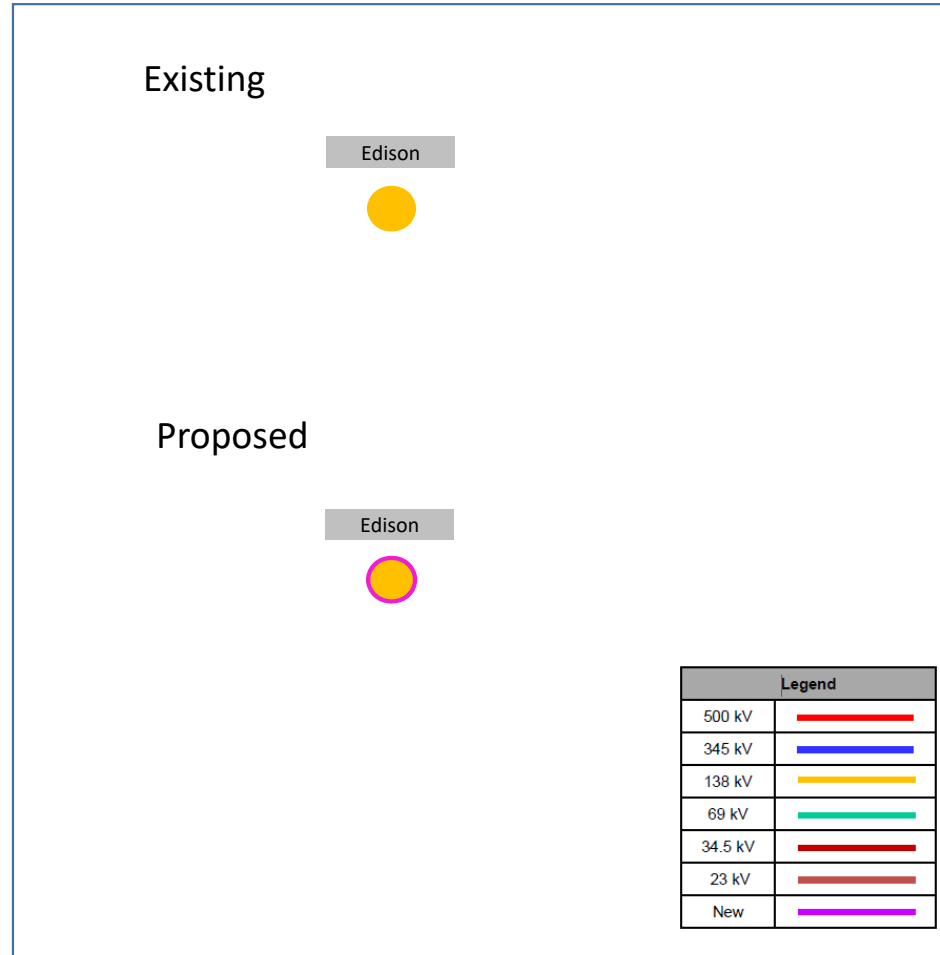 Existing
Edison
Proposed
Edison
Legend
500 kV
345 kV
138 kV
69 kV
34.5 kV
23 kV
New